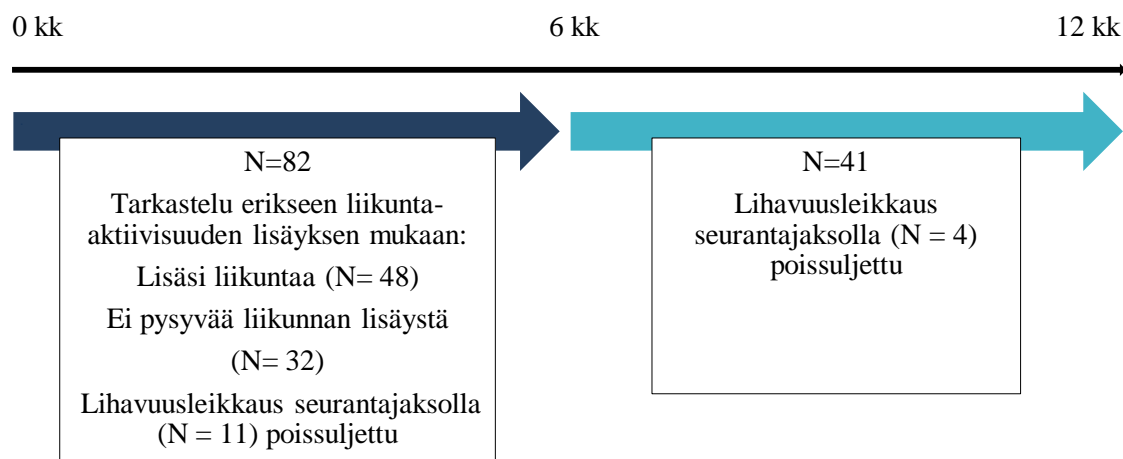 0 kk 6 kk 12 kk
N=82
Tarkastelu erikseen liikunta-
aktiivisuuden lisäyksen mukaan:
Lisäsi liikuntaa (N= 48)
Ei pysyvää liikunnan lisäystä
(N= 32)
Lihavuusleikkaus seurantajaksolla
(N = 11) poissuljettu
N=41
Lihavuusleikkaus
seurantajaksolla (N = 4)
poissuljettu